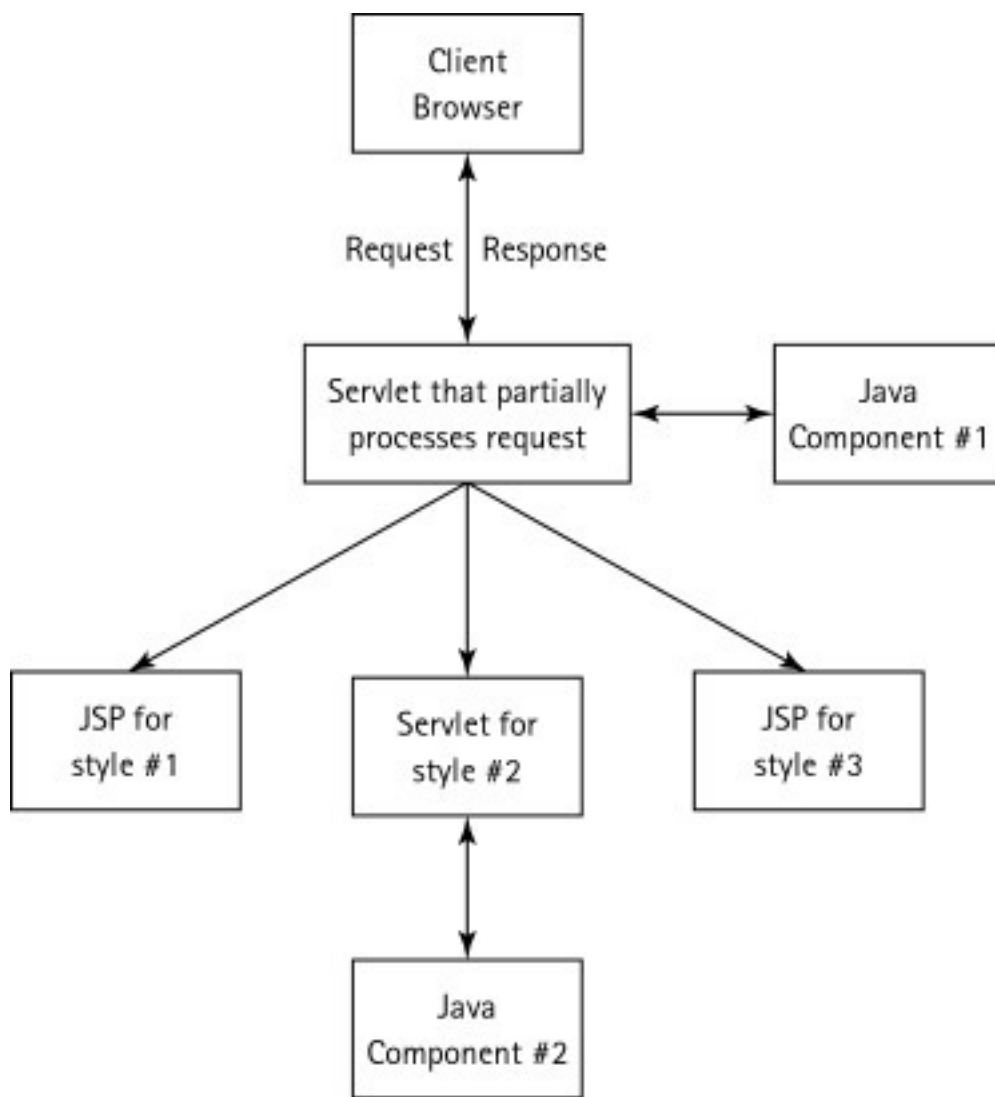 Client
Browser
Request
Response
Servlet that partially
processes request
Java
Component #1
JSP for
style #1
Servlet for
style #2
JSP for
style #3
Java
Component #2